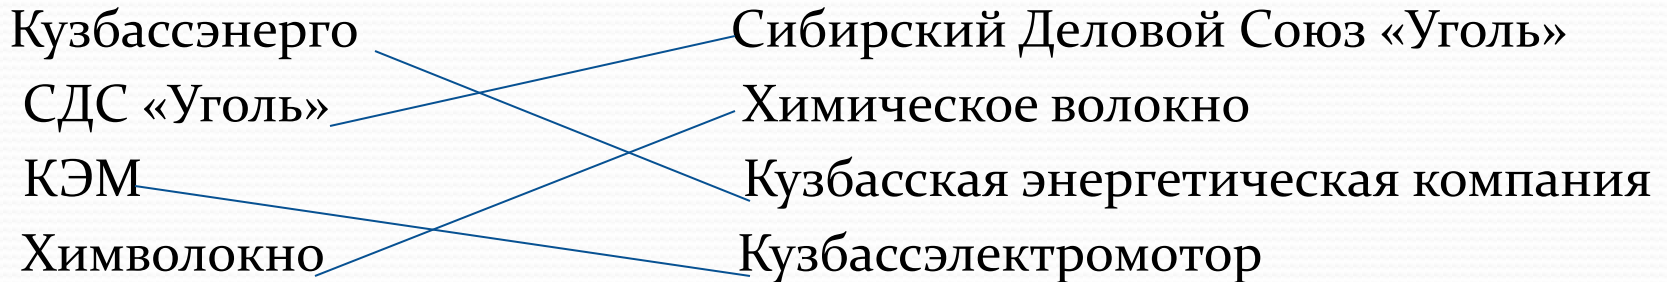 Кузбассэнерго Сибирский Деловой Союз «Уголь»
СДС «Уголь» Химическое волокно
КЭМ Кузбасская энергетическая компания
Химволокно Кузбассэлектромотор